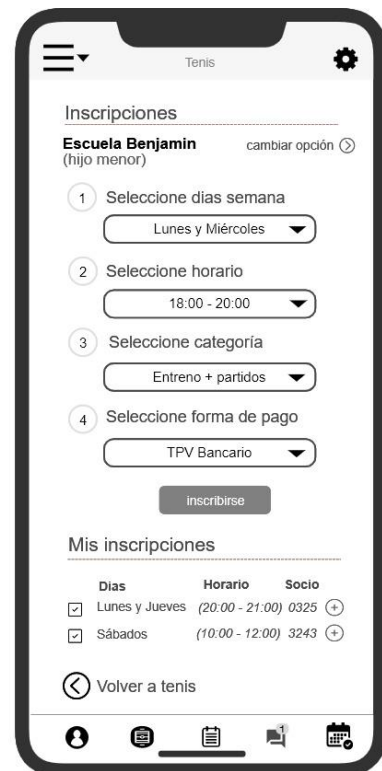 Tenis
Inscripciones
Escuela Benjamin cambiar opción
(hijo menor)
1 Seleccione dias semana
Lunes y Miércoles
2 Seleccione horario
18:00 - 20:00
3 Seleccione categoría
Entreno + partidos
4 Seleccione forma de pago
TPV Bancario
inscribirse
Mis inscripciones
Dias Horario Socio
Lunes y Jueves (20:00 - 21:00) 0325
Sábados (10:00 - 12:00) 3243
Volver a tenis
1